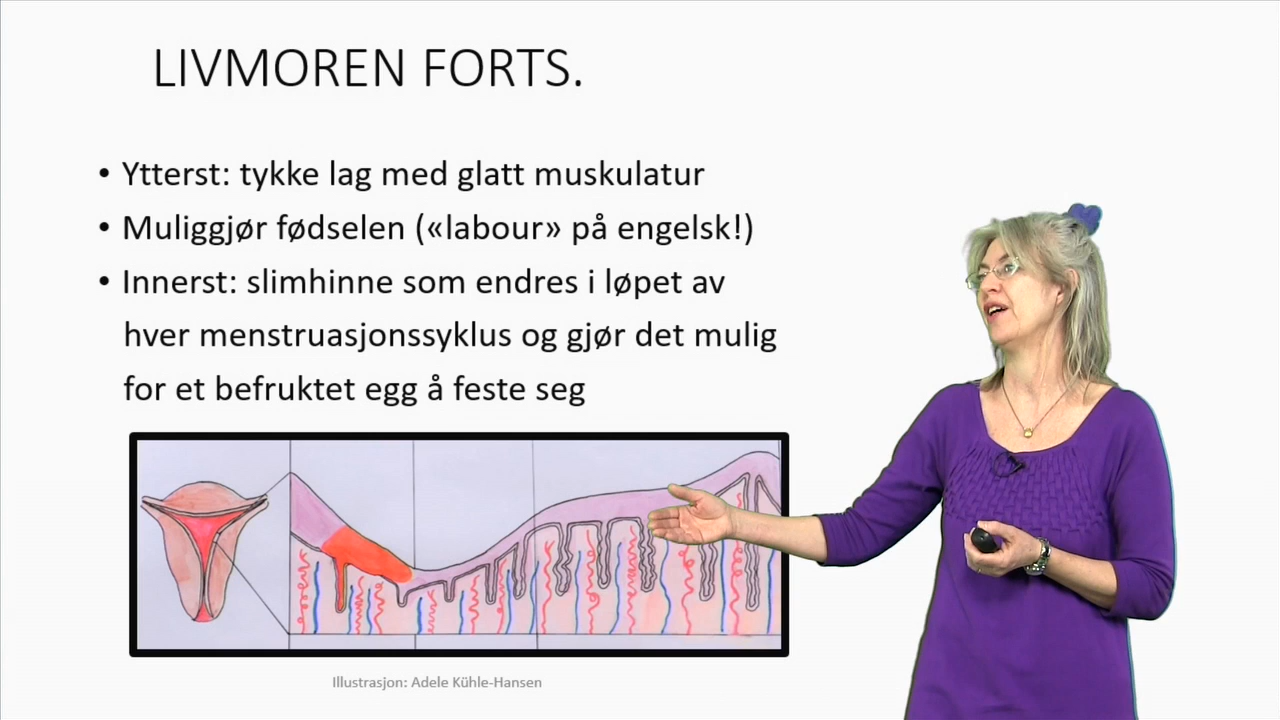 LIVMOREN FORTS.
• Ytterst: tykke lag med glatt muskulatur
• Muliggjør fødselen («labour» på engelsk!)
• Innerst: slimhinne som endres i løpet av
hver menstruasjonssyklus og gjør det mulig
for et befruktet egg å feste seg
Illustrasjon: Adele Kühle-Hansen